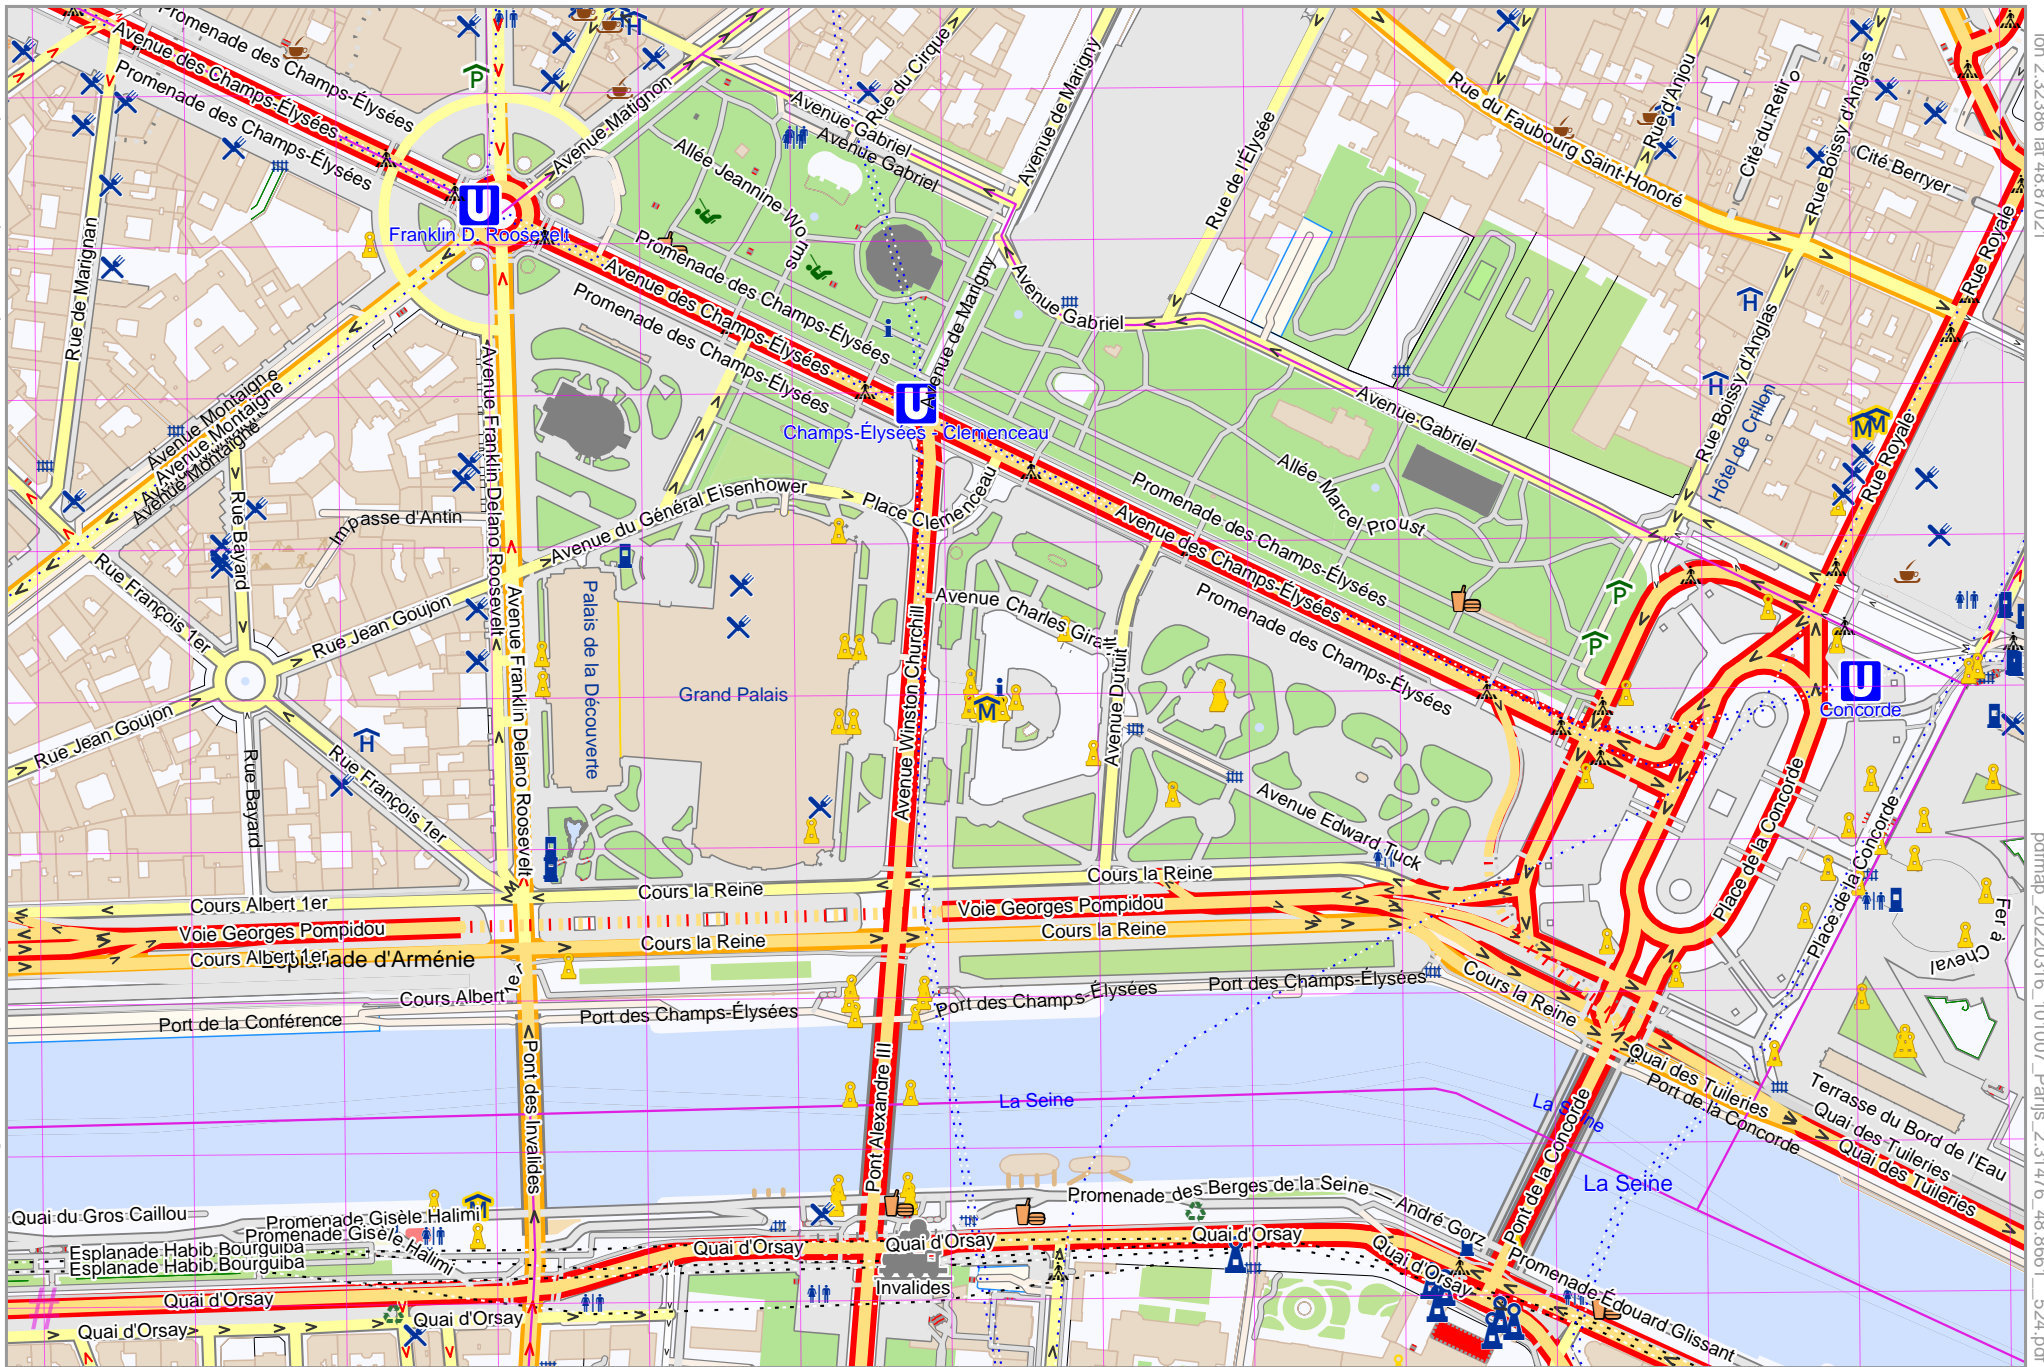 Promenade des Champs-Élysées
Avenue des Champs-Élysées
Promenade des Champs-Élysées
P
H
Avenue Matignon
Rue du Cirque
Avenue Gabriel
Avenue Gabriel
Avenue de Marigny
Rue de l'Élysée
Rue du Faubourg Saint-Honoré
Rue d'Anjou
Cité du Retiro
Rue Boissy d'Anglas
Cité Berryer
Rue Royale
Allée Jeannine Worms
U
Franklin D. Roosevelt
Rue de Marignan
Promenade des Champs-Élysées
Avenue des Champs-Élysées
Promenade des Champs-Élysées
Avenue de Marigny
Avenue Gabriel
i
H
H
Rue Boissy d'Anglas
Hôtel de Crillon
M
M
Rue Royale
Avenue Montaigne
Avenue Montaigne
Avenue Montaigne
U
Champs-Élysées - Clemenceau
Avenue Gabriel
Allée Marcel Proust
Avenue Franklin Delano Roosevelt
Rue Bayard
Impasse d'Antin
Avenue du Général Eisenhower
Place Clemenceau
Promenade des Champs-Élysées
Avenue des Champs-Élysées
Promenade des Champs-Élysées
Rue François 1er
Rue Jean Goujon
Palais de la Découverte
Grand Palais
Avenue Franklin Delano Roosevelt
Avenue Winston Churchill
Avenue Charles Girault
Avenue Dutuit
i
M
P
P
U
Concorde
Rue Jean Goujon
H
Rue Bayard
Rue François 1er
Avenue Edward Tuck
Place de la Concorde
Place de la Concorde
Fer à Cheval
Cours la Reine
Cours la Reine
Cours Albert 1er
Voie Georges Pompidou
Voie Georges Pompidou
Cours la Reine
Cours la Reine
Cours Albert 1er
Esplanade d'Arménie
Cours Albert 1er
Port de la Conférence
Port des Champs-Élysées
Port des Champs-Élysées
Port des Champs-Élysées
Cours la Reine
Quai des Tuileries
Port de la Concorde
Terrasse du Bord de l'Eau
Quai des Tuileries
Quai des Tuileries
Pont des Invalides
Pont Alexandre III
La Seine
La Seine
La Seine
Pont de la Concorde
Promenade des Berges de la Seine — André Gorz
Quai du Gros Caillou
Promenade Gisèle Halimi
Promenade Gisèle Halimi
M
Esplanade Habib Bourguiba
Esplanade Habib Bourguiba
Quai d'Orsay
Quai d'Orsay
Quai d'Orsay
Quai d'Orsay
Quai d'Orsay
Invalides
Quai d'Orsay
Quai d'Orsay
Promenade Édouard Glissant